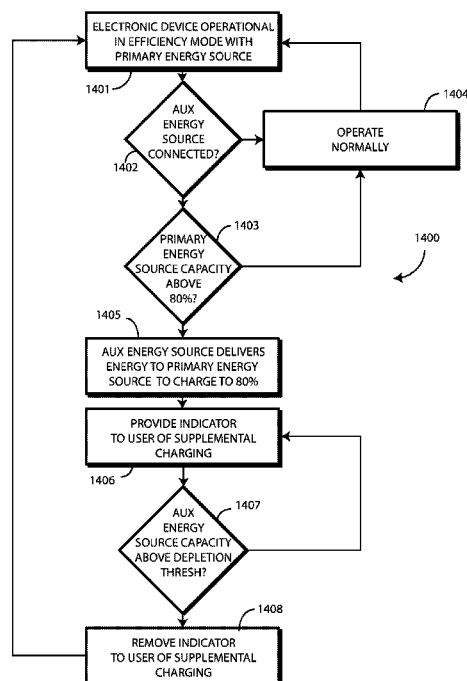 ELECTRONIC DEVICE OPERATIONAL
IN EFFICIENCY MODE WITH
PRIMARY ENERGY SOURCE
1401
1404
AUX
ENERGY
SOURCE
CONNECTED?
1402
OPERATE
NORMALLY
1403
PRIMARY
ENERGY
SOURCE CAPACITY
ABOVE
80%?
1400
1405
AUX ENERGY SOURCE DELIVERS
ENERGY TO PRIMARY ENERGY
SOURCE TO CHARGE TO 80%
PROVIDE INDICATOR
TO USER OF SUPPLEMENTAL
CHARGING
1406
1407
AUX
ENERGY
SOURCE CAPACITY
ABOVE DEPLETION
THRESH?
1408
REMOVE INDICATOR
TO USER OF SUPPLEMENTAL
CHARGING